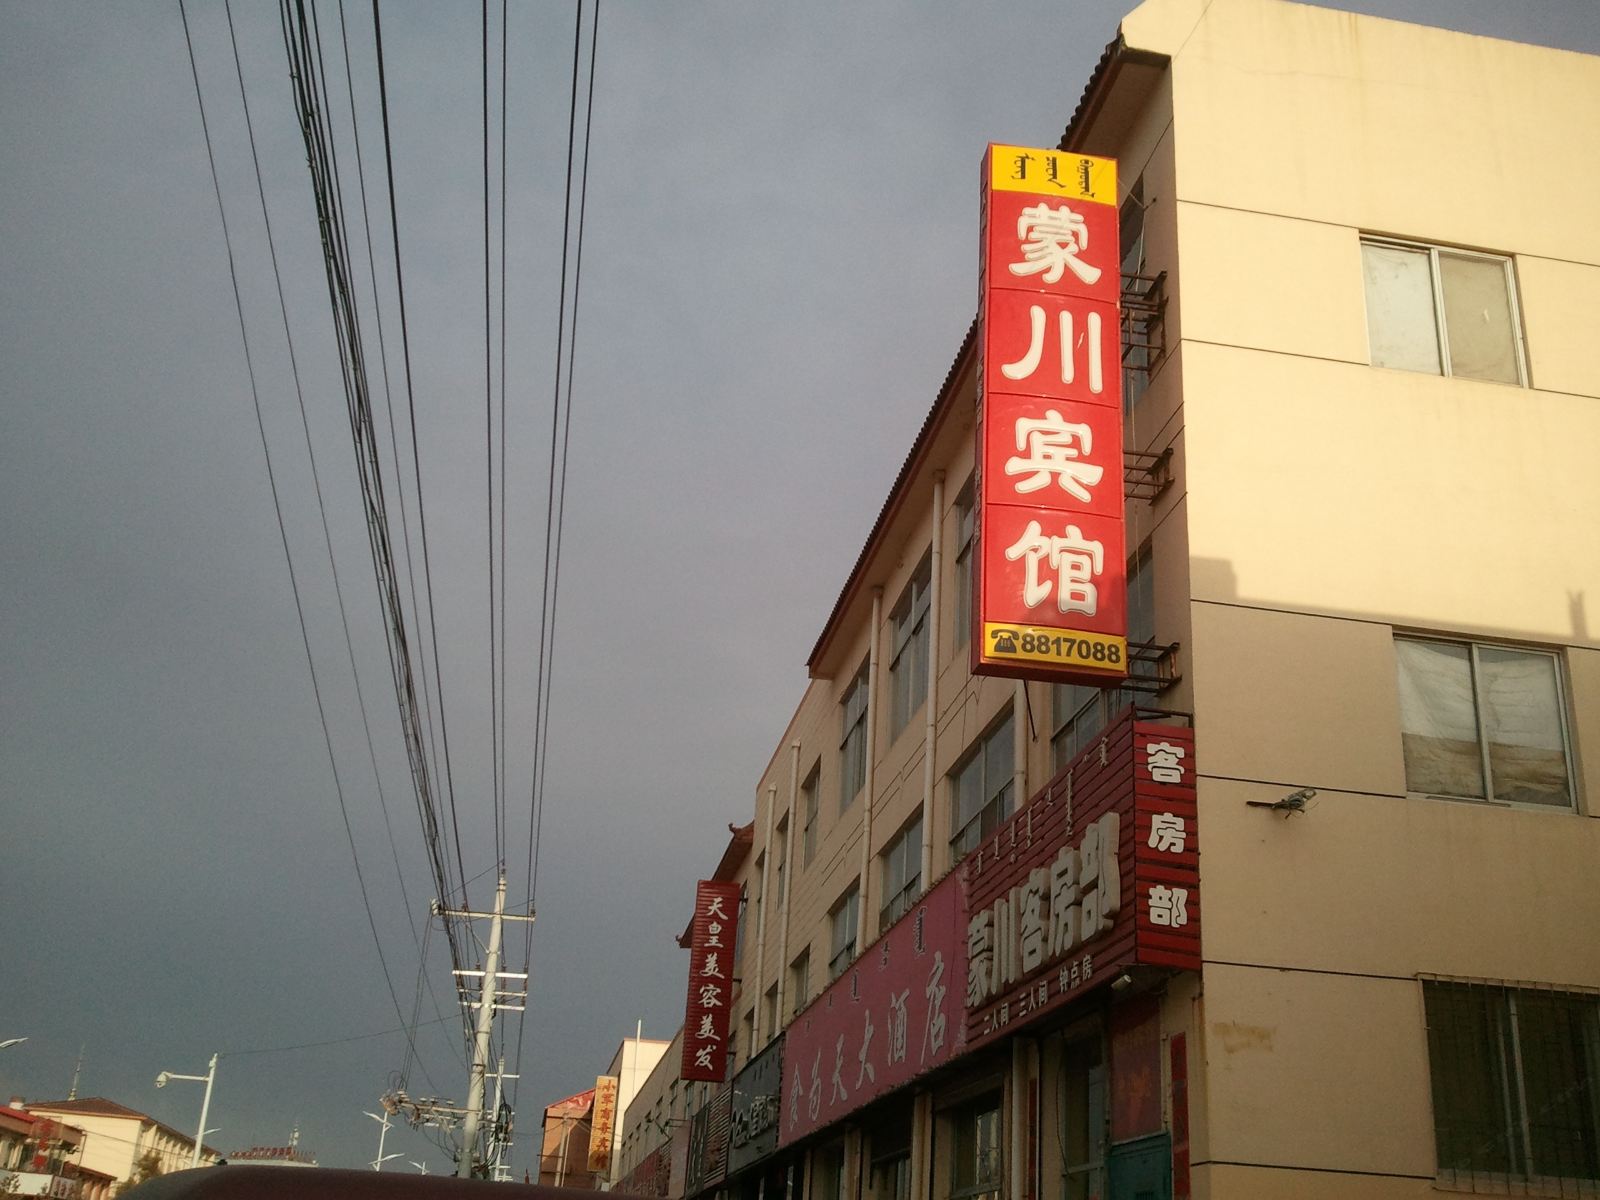 蒙川宾馆
☎8817088
客房部
蒙川客房部
二人间 三人间 钟点房
食为天大酒店
天皇美容美发